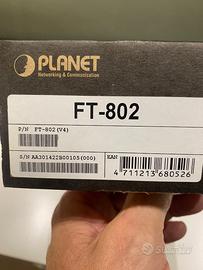 PLANET
Networking & Communication
FT-802
P/N FT-802(V4)
S/N AA301422B00105(000)
EAN
4 711213 680526